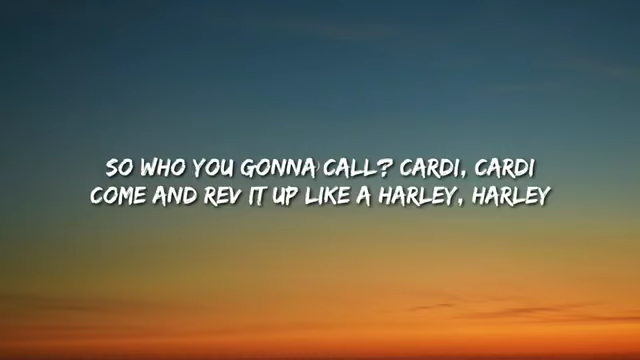 SO WHO YOU GONNA CALL? CARDI, CARDI
COME AND REV IT UP LIKE A HARLEY, HARLEY